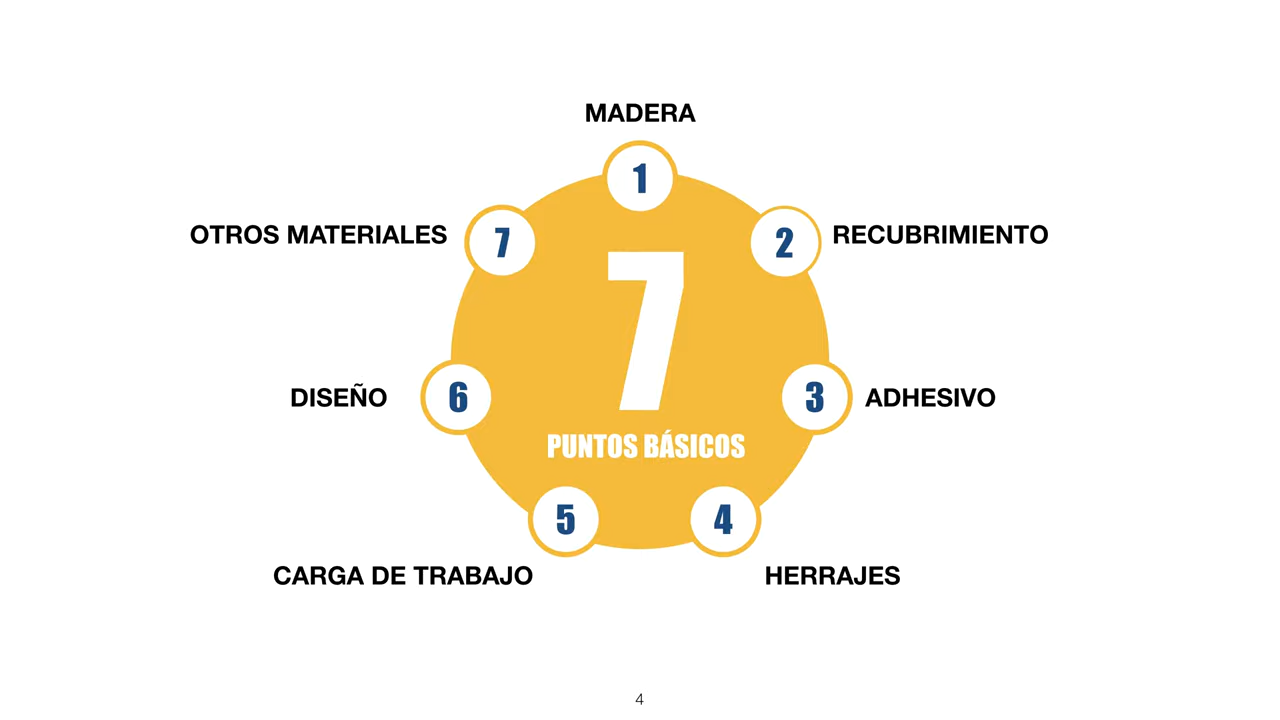 MADERA
1
OTROS MATERIALES
7
2
RECUBRIMIENTO
7
DISEÑO
6
3
ADHESIVO
PUNTOS BÁSICOS
5
4
CARGA DE TRABAJO
HERRAJES
4